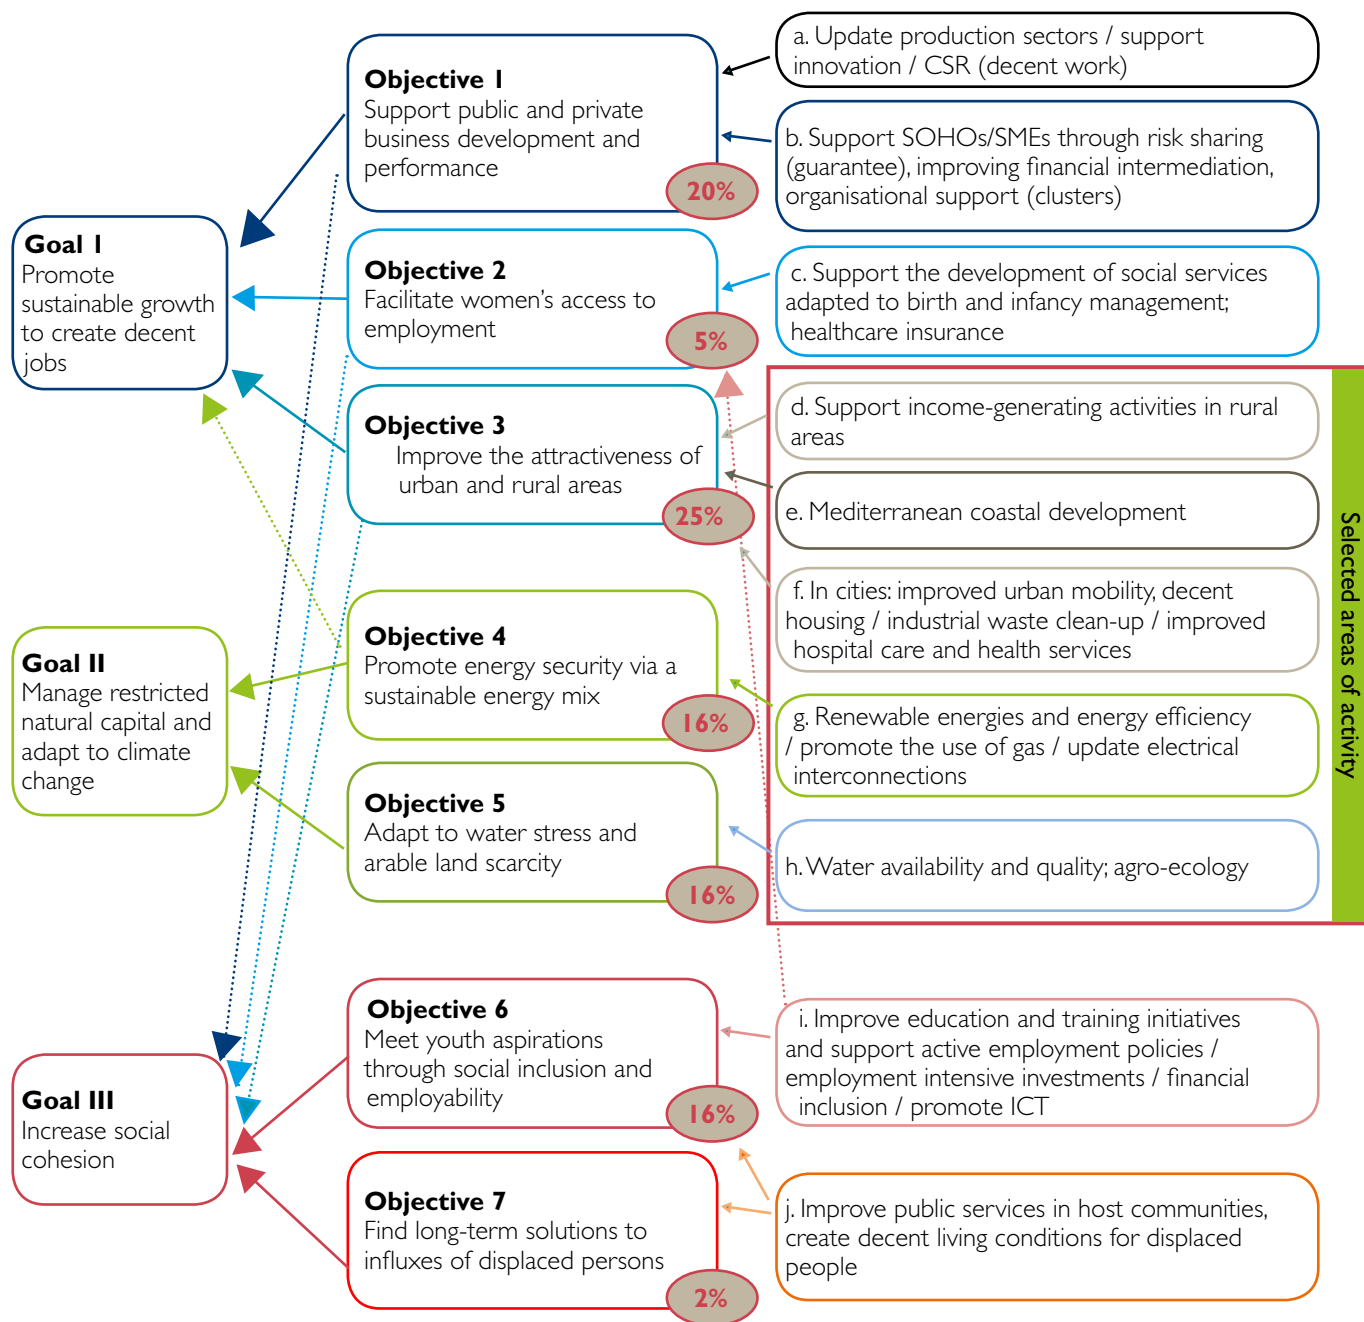 Goal I
Promote
sustainable growth
to create decent
jobs
Goal II
Manage restricted
natural capital and
adapt to climate
change
Goal III
Increase social
cohesion
Objective 1
Support public and private
business development and
performance
20%
Objective 2
Facilitate women’s access to
employment
5%
Objective 3
Improve the attractiveness of
urban and rural areas
25%
Objective 4
Promote energy security via a
sustainable energy mix
16%
Objective 5
Adapt to water stress and
arable land scarcity
16%
Objective 6
Meet youth aspirations
through social inclusion and
employability
16%
Objective 7
Find long-term solutions to
influxes of displaced persons
2%
a. Update production sectors / support
innovation / CSR (decent work)
b. Support SOHOs/SMEs through risk sharing
(guarantee), improving financial intermediation,
organisational support (clusters)
c. Support the development of social services
adapted to birth and infancy management;
healthcare insurance
d. Support income-generating activities in rural
areas
e. Mediterranean coastal development
f. In cities: improved urban mobility, decent
housing / industrial waste clean-up / improved
hospital care and health services
g. Renewable energies and energy efficiency
/ promote the use of gas / update electrical
interconnections
h. Water availability and quality; agro-ecology
Selected areas of activity
i. Improve education and training initiatives
and support active employment policies /
employment intensive investments / financial
inclusion / promote ICT
j. Improve public services in host communities,
create decent living conditions for displaced
people